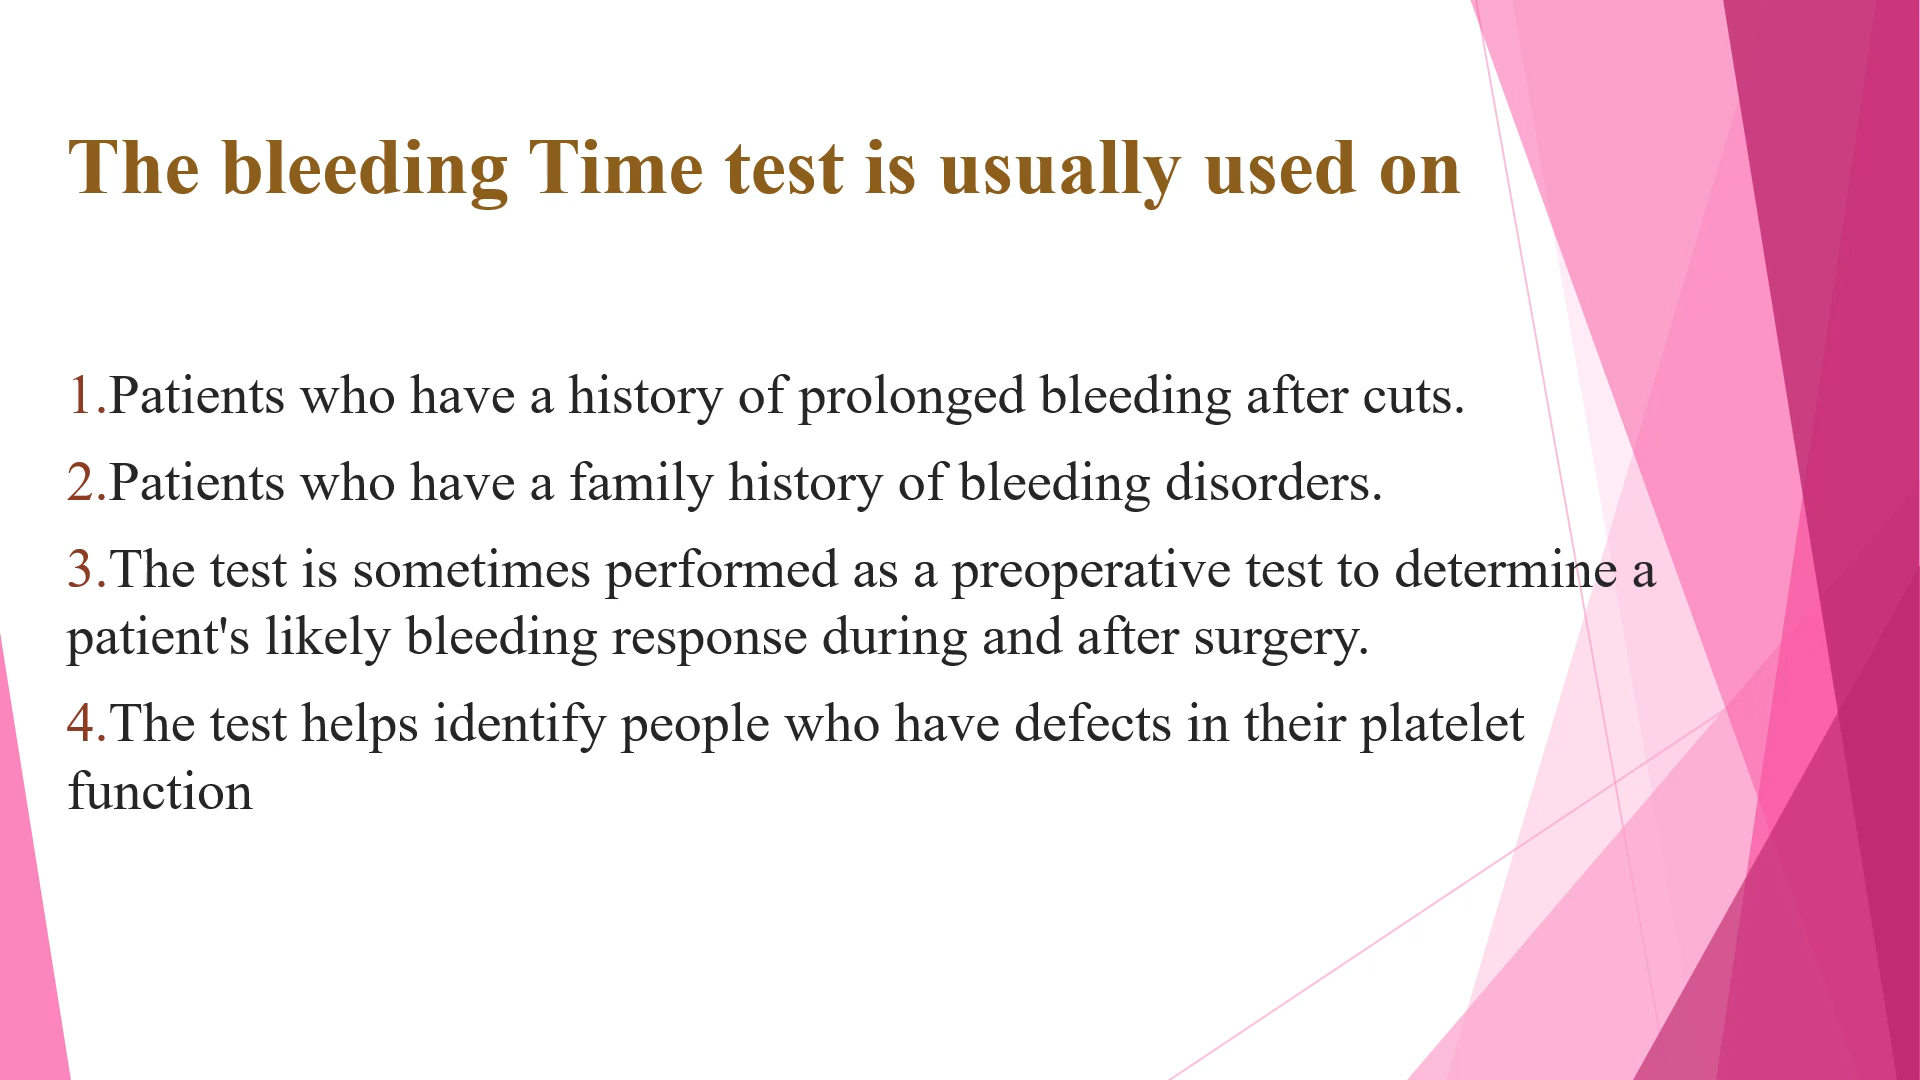 The bleeding Time test is usually used on
1.Patients who have a history of prolonged bleeding after cuts.
2.Patients who have a family history of bleeding disorders.
3.The test is sometimes performed as a preoperative test to determine a
patient's likely bleeding response during and after surgery.
4.The test helps identify people who have defects in their platelet
function